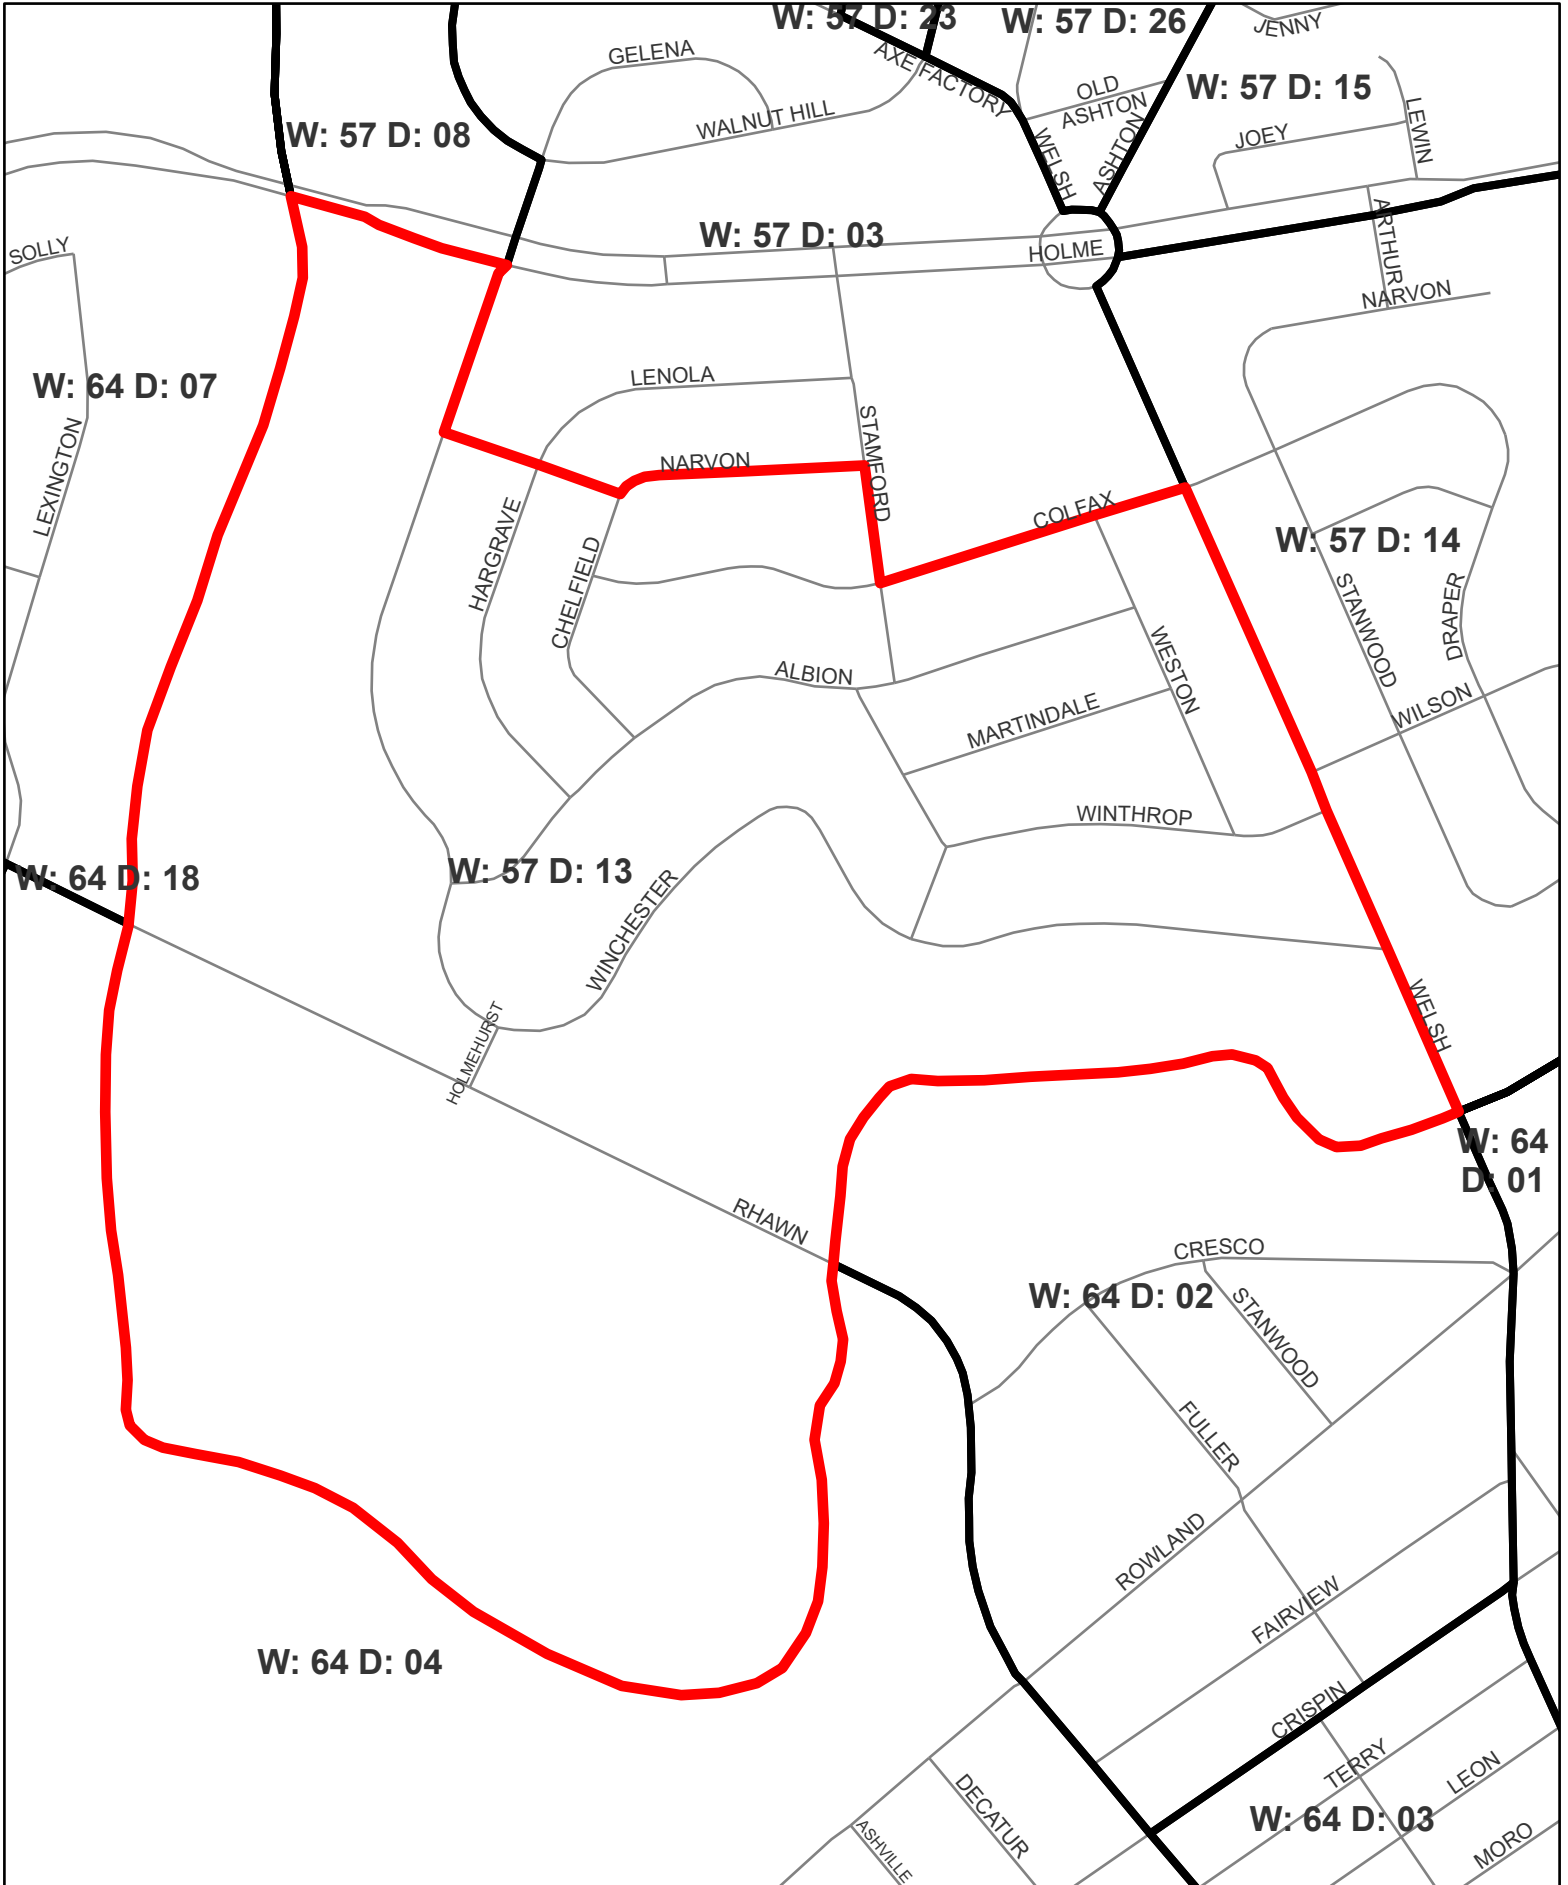 W: 57 D: 23
W: 57 D: 26
JENNY
GELENA
AXE FACTORY
OLD
ASHTON
W: 57 D: 15
WALNUT HILL
W: 57 D: 08
WELSH
ASHTON
JOEY
LEWIN
SOLLY
W: 57 D: 03
HOLME
ARTHUR
NARVON
W: 64 D: 07
LENOLA
STAMFORD
LEXINGTON
NARVON
HARGRAVE
COLFAX
W: 57 D: 14
CHELFIELD
STANWOOD
DRAPER
ALBION
WESTON
MARTINDALE
WILSON
WINTHROP
W: 64 D: 18
W: 57 D: 13
WINCHESTER
HOLMEHURST
WELSH
W: 64
D: 01
RHAWN
CRESCO
W: 64 D: 02
STANWOOD
FULLER
ROWLAND
FAIRVIEW
W: 64 D: 04
CRISPIN
TERRY
LEON
DECATUR
W: 64 D: 03
ASHVILLE
MORO